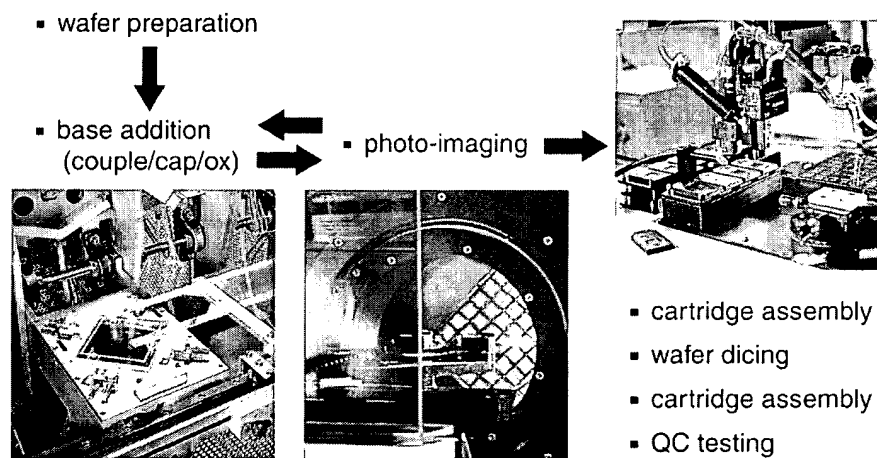 ▪ wafer preparation
▪ base addition
(couple/cap/ox)
▪ photo-imaging
▪ cartridge assembly
▪ wafer dicing
▪ cartridge assembly
▪ QC testing